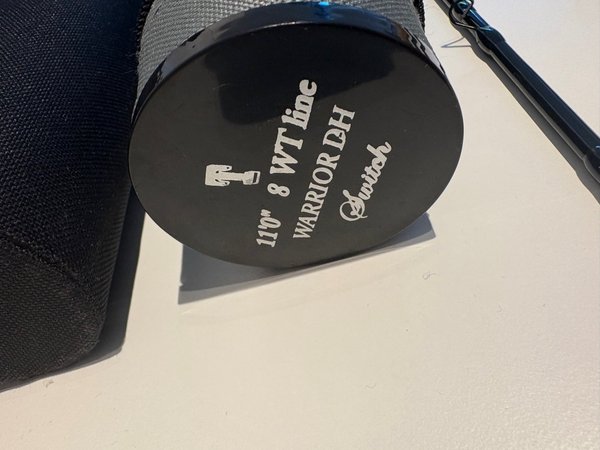 T
11'0" 8 WT line
WARRIOR DH
Switch